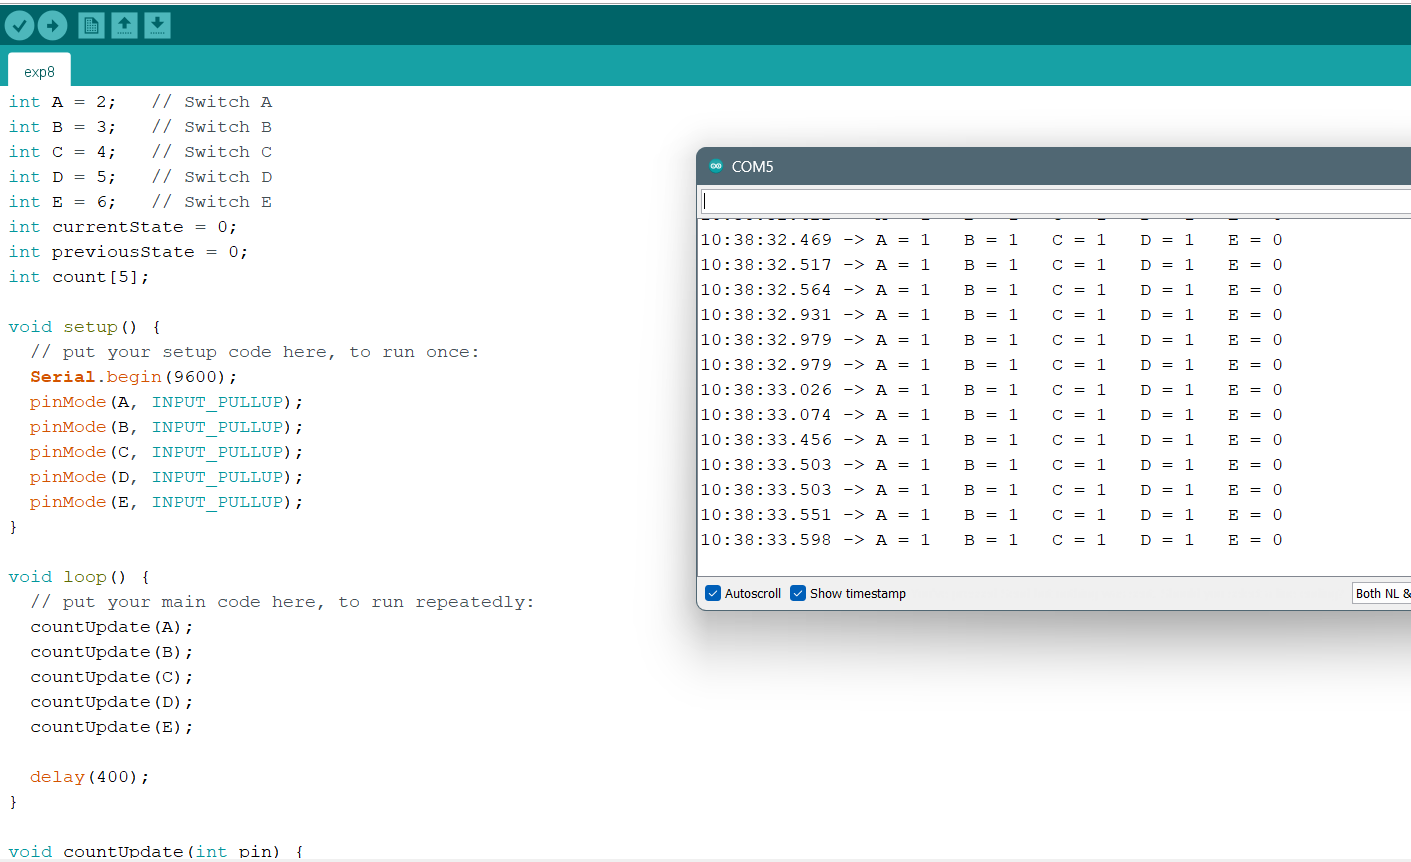 exp8
int A = 2;   // Switch A
int B = 3;   // Switch B
int C = 4;   // Switch C
int D = 5;   // Switch D
int E = 6;   // Switch E
int currentState = 0;
int previousState = 0;
int count[5];
void setup() {
  // put your setup code here, to run once:
  Serial.begin(9600);
  pinMode(A, INPUT_PULLUP);
  pinMode(B, INPUT_PULLUP);
  pinMode(C, INPUT_PULLUP);
  pinMode(D, INPUT_PULLUP);
  pinMode(E, INPUT_PULLUP);
}
void loop() {
  // put your main code here, to run repeatedly:
  countUpdate(A);
  countUpdate(B);
  countUpdate(C);
  countUpdate(D);
  countUpdate(E);
  delay(400);
}
void countUpdate(int pin) {
COM5
10:38:32.469 -> A = 1   B = 1   C = 1   D = 1   E = 0
10:38:32.517 -> A = 1   B = 1   C = 1   D = 1   E = 0
10:38:32.564 -> A = 1   B = 1   C = 1   D = 1   E = 0
10:38:32.931 -> A = 1   B = 1   C = 1   D = 1   E = 0
10:38:32.979 -> A = 1   B = 1   C = 1   D = 1   E = 0
10:38:32.979 -> A = 1   B = 1   C = 1   D = 1   E = 0
10:38:33.026 -> A = 1   B = 1   C = 1   D = 1   E = 0
10:38:33.074 -> A = 1   B = 1   C = 1   D = 1   E = 0
10:38:33.456 -> A = 1   B = 1   C = 1   D = 1   E = 0
10:38:33.503 -> A = 1   B = 1   C = 1   D = 1   E = 0
10:38:33.503 -> A = 1   B = 1   C = 1   D = 1   E = 0
10:38:33.551 -> A = 1   B = 1   C = 1   D = 1   E = 0
10:38:33.598 -> A = 1   B = 1   C = 1   D = 1   E = 0
Autoscroll Show timestamp Both NL &